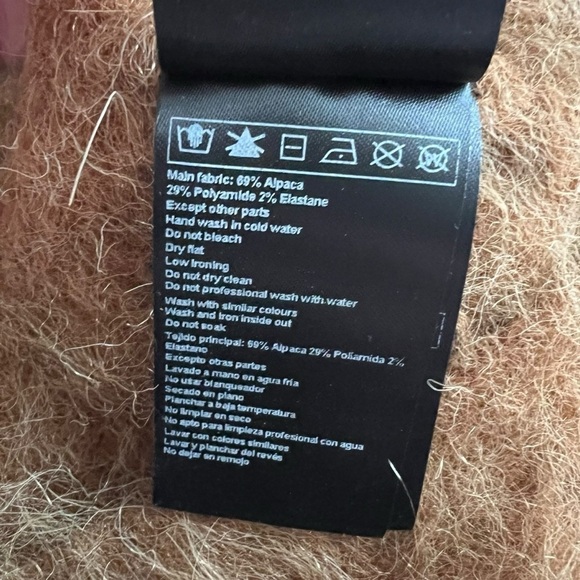 Main fabric: 69% Alpaca
29% Polyamide 2% Elastane
Except other parts
Hand wash in cold water
Do not bleach
Dry flat
Low ironing
Do not dry clean
Do not professional wash with water
Wash with similar colours
Wash and iron inside out
Do not soak
Tejido principal: 69% Alpaca 29% Poliamida 2%
Elastano
Excepto otras partes
Lavado a mano en agua fría
No usar blanqueador
Secado en plano
Planchar a baja temperatura
No limpiar en seco
No apto para limpieza profesional con agua
Lavar con colores similares
Lavar y planchar del revés
No dejar en remojo